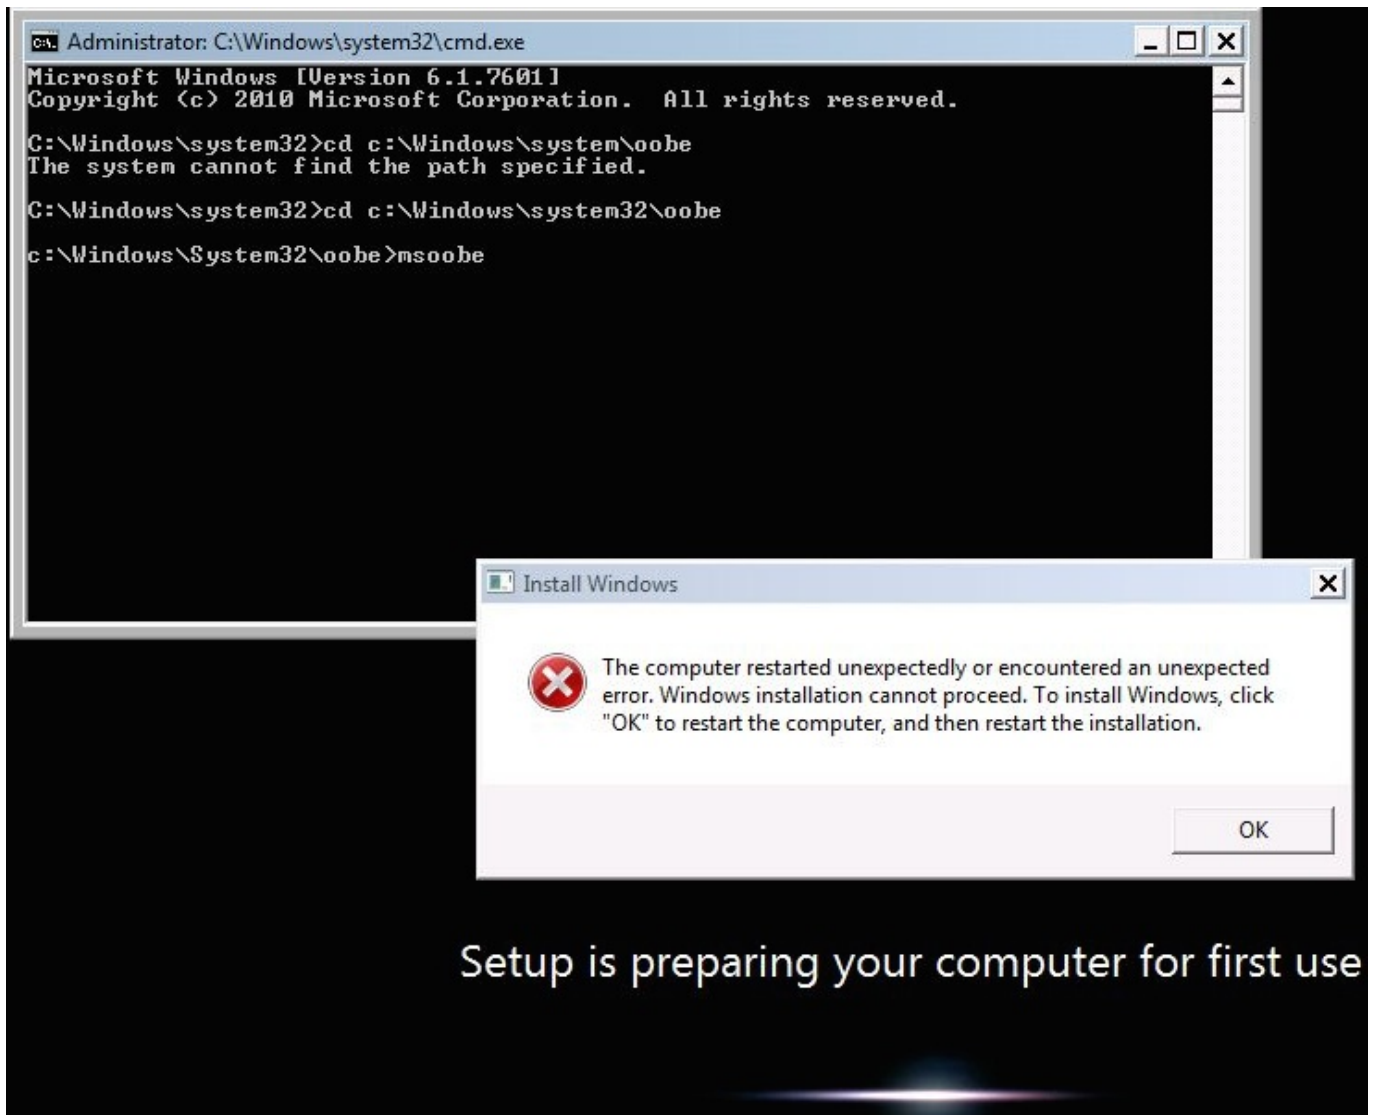 Administrator: C:\Windows\system32\cmd.exe
Microsoft Windows [Version 6.1.7601]
Copyright (c) 2010 Microsoft Corporation.  All rights reserved.
C:\Windows\system32>cd c:\Windows\system\oobe
The system cannot find the path specified.
C:\Windows\system32>cd c:\Windows\system32\oobe
c:\Windows\System32\oobe>msoobe
Install Windows
The computer restarted unexpectedly or encountered an unexpected
error. Windows installation cannot proceed. To install Windows, click
"OK" to restart the computer, and then restart the installation.
OK
Setup is preparing your computer for first use